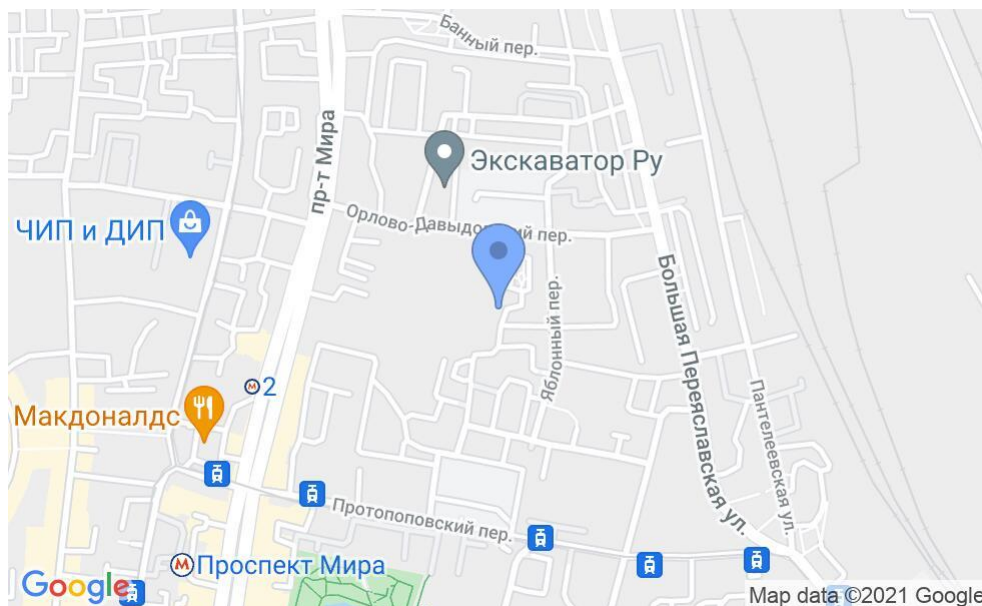 Банный пер.
пр-т Мира
Экскаватор Ру
ЧИП и ДИП
Орлово-Давыдовский пер.
Большая Переяславская ул.
Яблонный пер.
Пантелеевская ул.
2
Макдоналдс
Протопоповский пер.
Проспект Мира
Google
Map data ©2021 Google